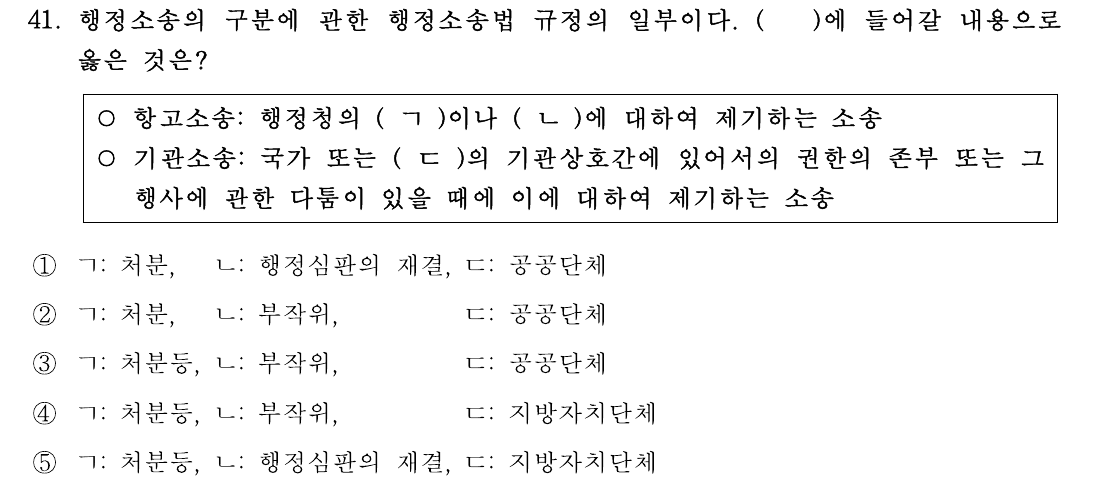 41. 행정소송의 구분에 관한 행정소송법 규정의 일부이다. (    )에 들어갈 내용으로
옳은 것은?
○ 항고소송: 행정청의 ( ㄱ )이나 ( ㄴ )에 대하여 제기하는 소송
○ 기관소송: 국가 또는 ( ㄷ )의 기관상호간에 있어서의 권한의 존부 또는 그
행사에 관한 다툼이 있을 때에 이에 대하여 제기하는 소송
① ㄱ: 처분, ㄴ: 행정심판의 재결, ㄷ: 공공단체
② ㄱ: 처분, ㄴ: 부작위, ㄷ: 공공단체
③ ㄱ: 처분등, ㄴ: 부작위, ㄷ: 공공단체
④ ㄱ: 처분등, ㄴ: 부작위, ㄷ: 지방자치단체
⑤ ㄱ: 처분등, ㄴ: 행정심판의 재결, ㄷ: 지방자치단체